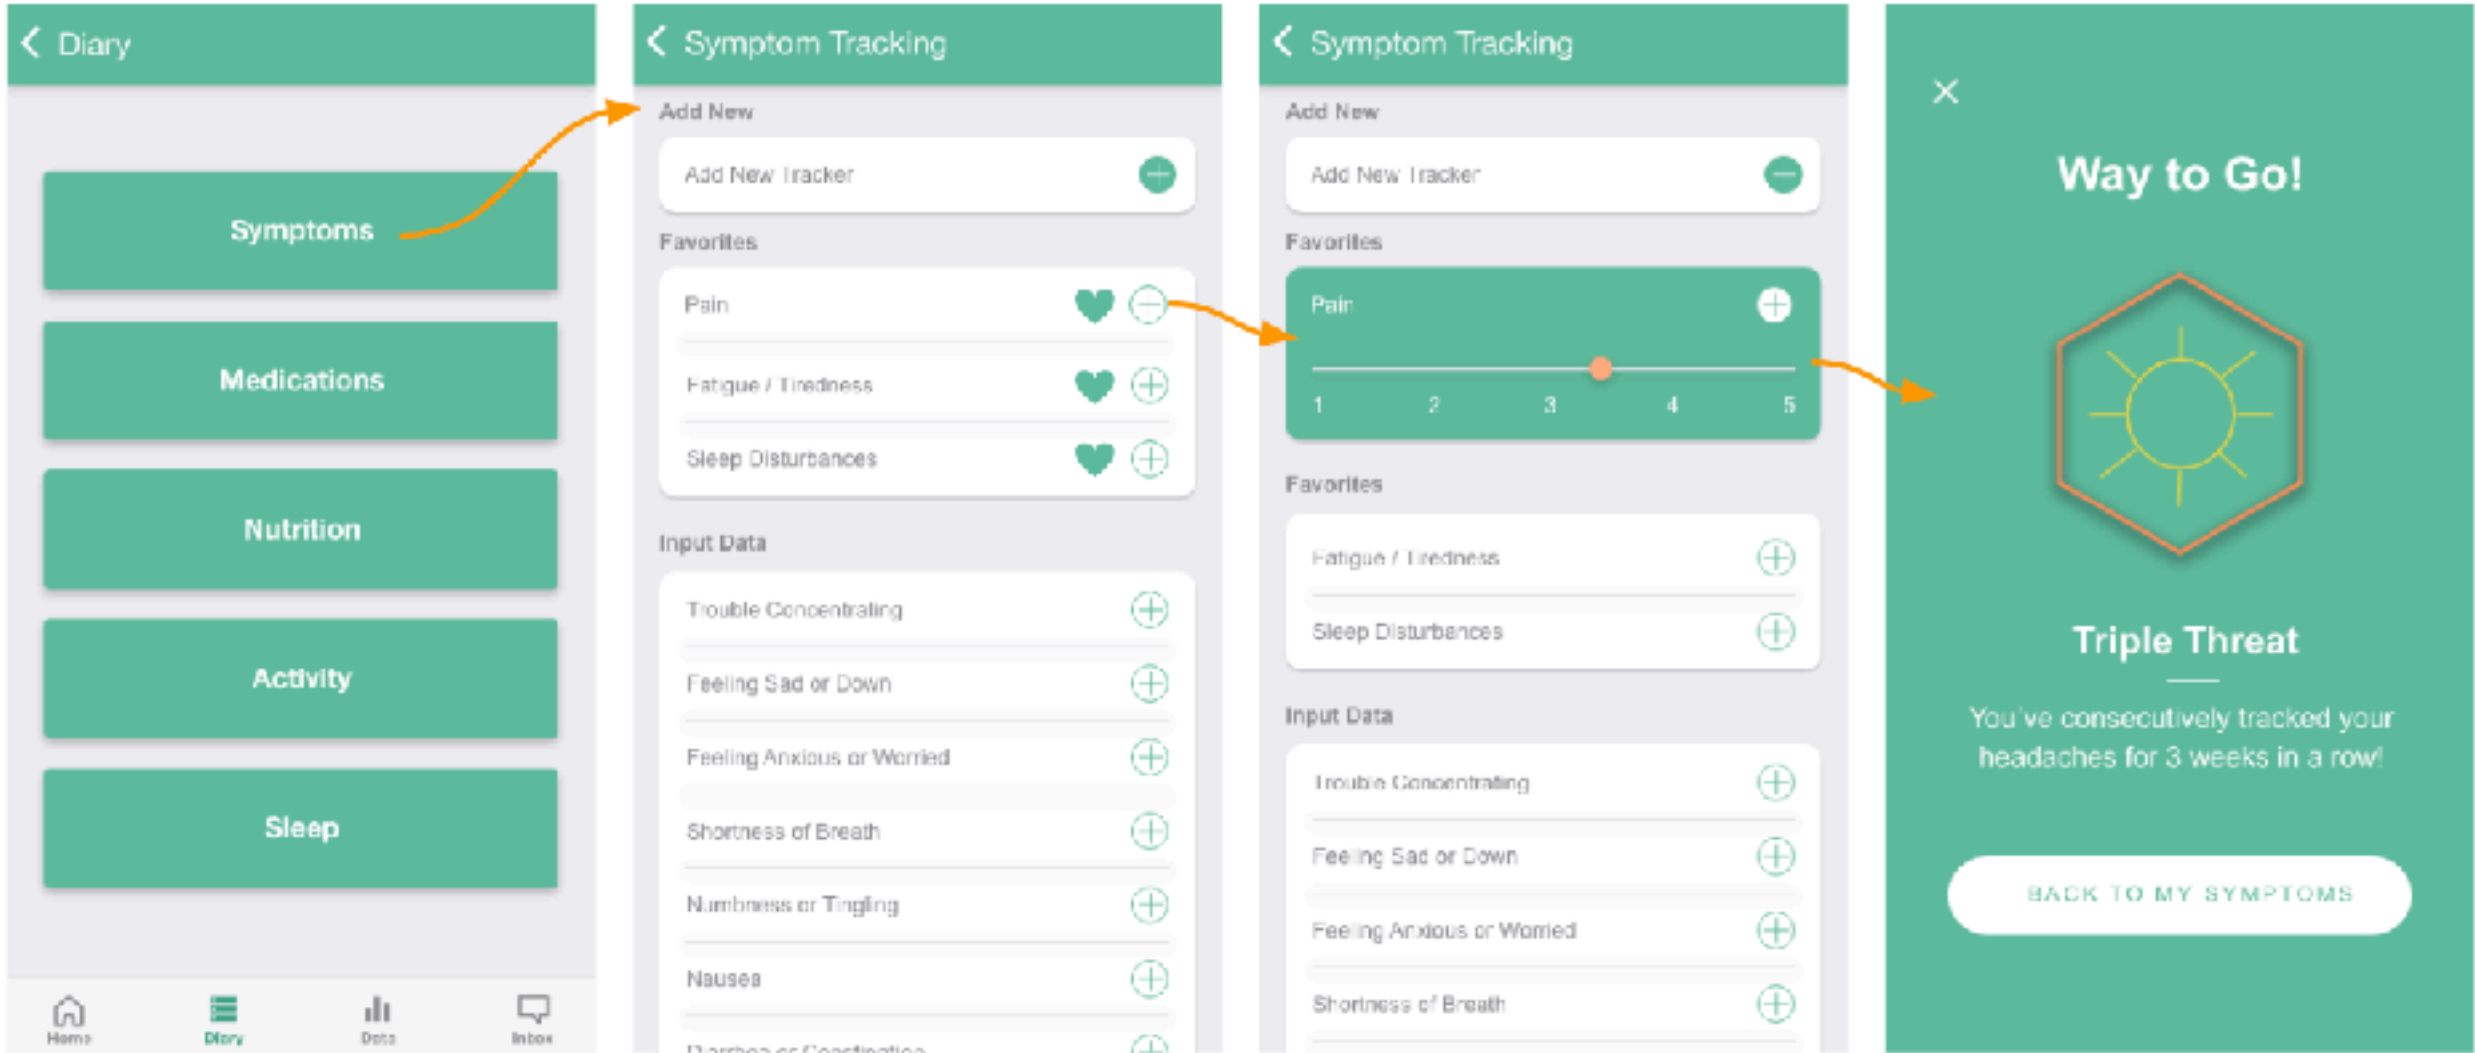 Diary
Symptoms
Medications
Nutrition
Activity
Sleep
Home
Diary
Data
Inbox
Symptom Tracking
Add New
Add New Tracker
Favorites
Pain
Fatigue / Tiredness
Sleep Disturbances
Input Data
Trouble Concentrating
Feeling Sad or Down
Feeling Anxious or Worried
Shortness of Breath
Numbness or Tingling
Nausea
Diarrhea or Constipation
Symptom Tracking
Add New
Add New Tracker
Favorites
Pain
1 2 3 4 5
Favorites
Fatigue / Tiredness
Sleep Disturbances
Input Data
Trouble Concentrating
Feeling Sad or Down
Feeling Anxious or Worried
Shortness of Breath
Way to Go!
Triple Threat
You've consecutively tracked your
headaches for 3 weeks in a row!
BACK TO MY SYMPTOMS